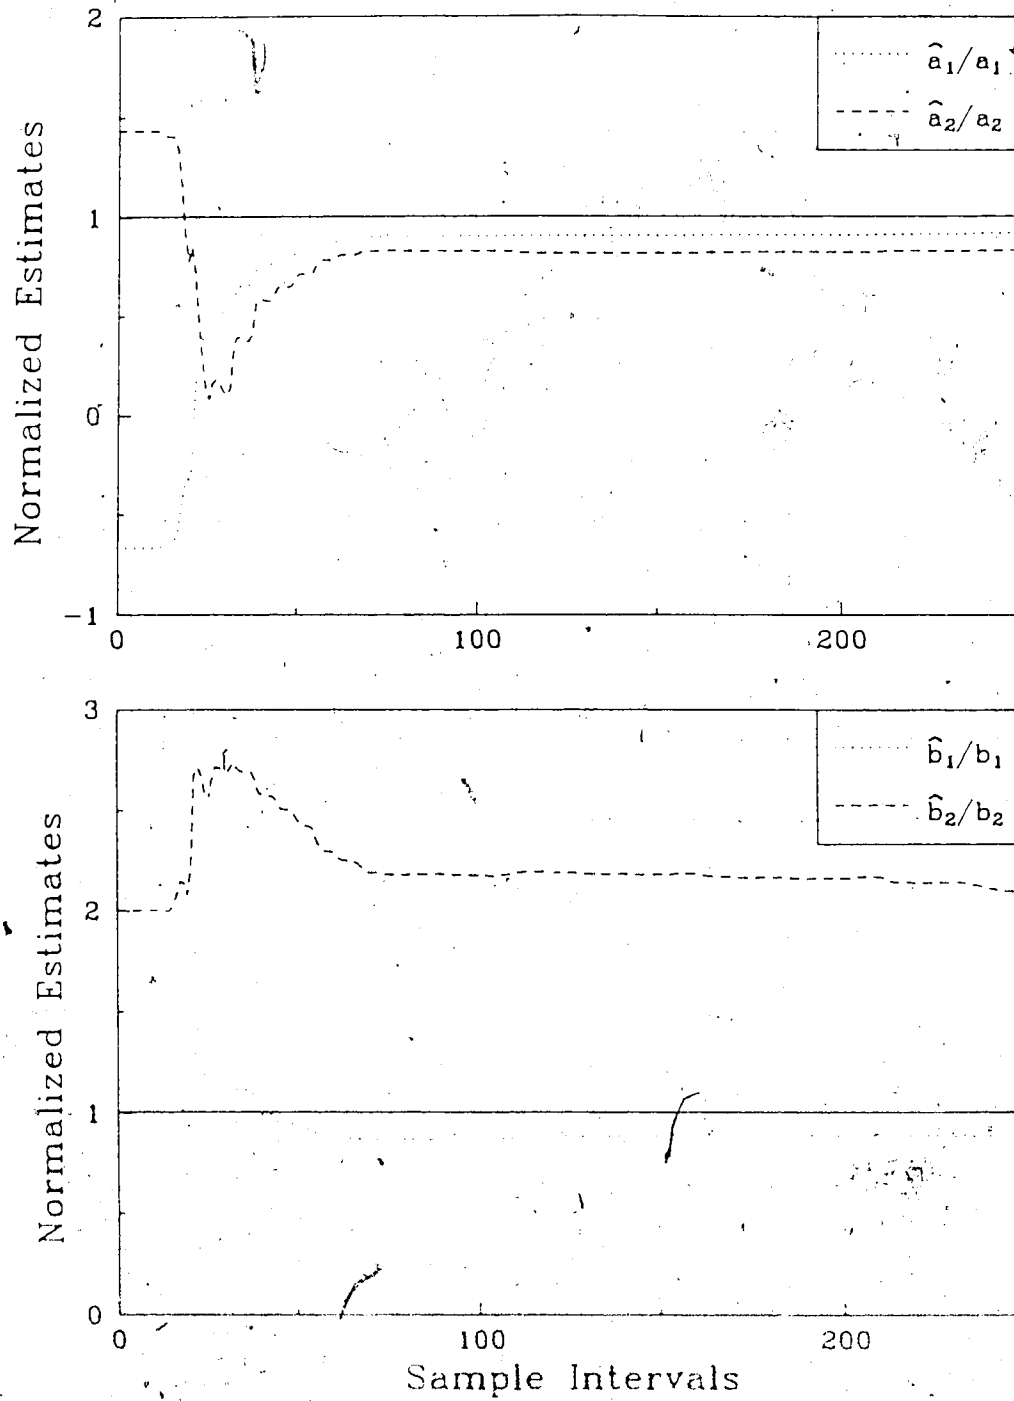 2
â₁/a₁
â₂/a₂
1
0
-1
Normalized Estimates
0 100 200
3
b̂₁/b₁
b̂₂/b₂
2
1
0
Normalized Estimates
0 100 200
Sample Intervals